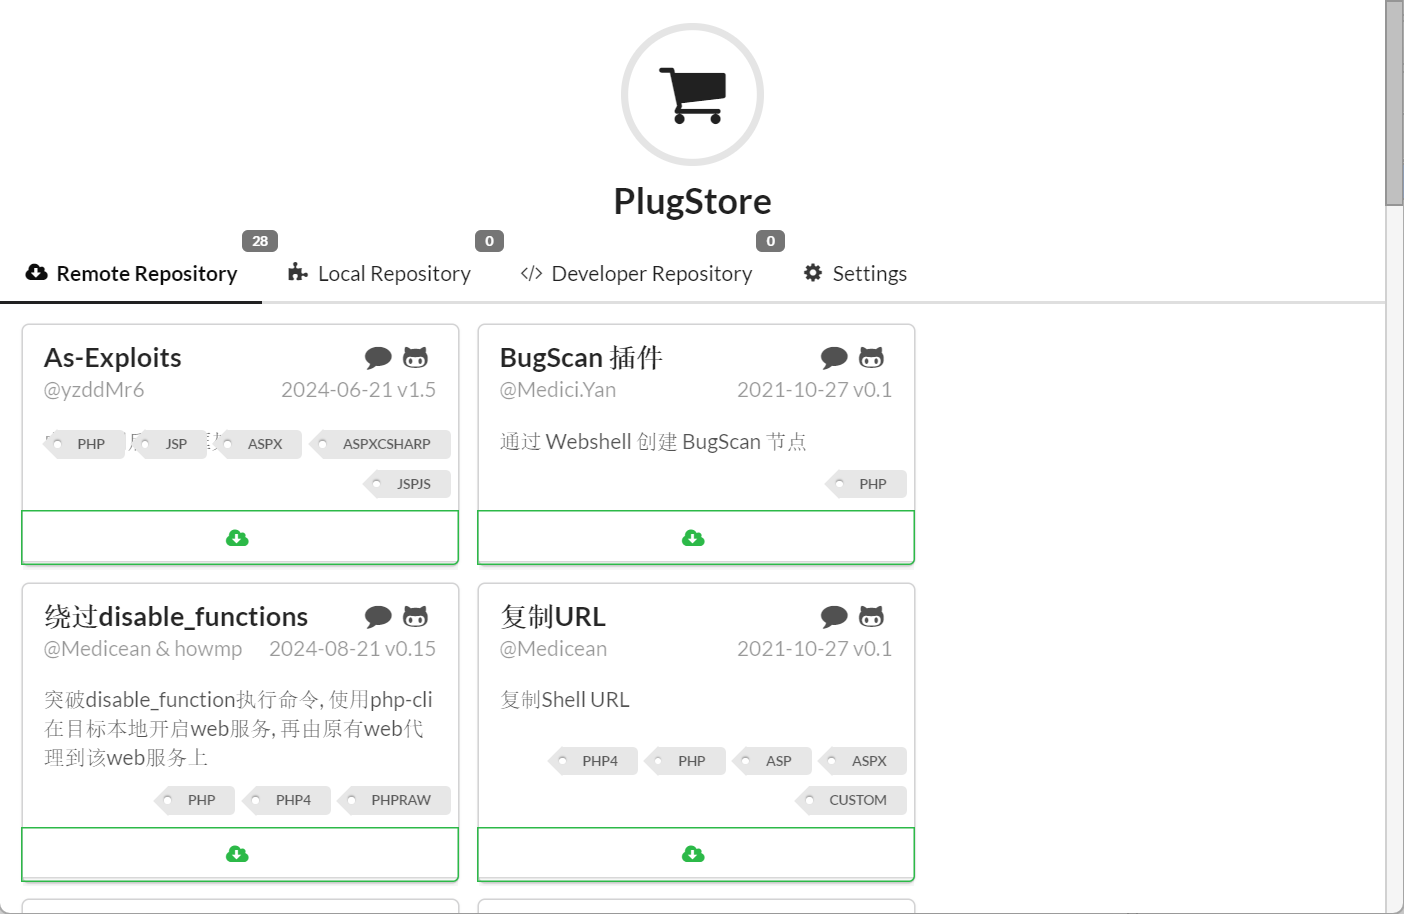 PlugStore
28
0
0
Remote Repository
Local Repository
Developer Repository
Settings
As-Exploits
@yzddMr6
2024-06-21 v1.5
PHP
JSP
ASPX
ASPXCSHARP
JSPJS
BugScan 插件
@Medici.Yan
2021-10-27 v0.1
通过 Webshell 创建 BugScan 节点
PHP
绕过disable_functions
@Medicean & howmp
2024-08-21 v0.15
突破disable_function执行命令, 使用php-cli
在目标本地开启web服务, 再由原有web代
理到该web服务上
PHP
PHP4
PHPRAW
复制URL
@Medicean
2021-10-27 v0.1
复制Shell URL
PHP4
PHP
ASP
ASPX
CUSTOM